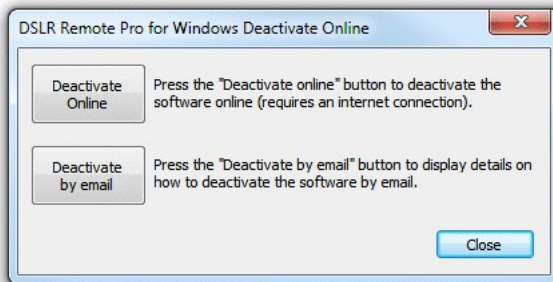 DSLR Remote Pro for Windows Deactivate Online
Deactivate
Online
Press the "Deactivate online" button to deactivate the
software online (requires an internet connection).
Deactivate
by email
Press the "Deactivate by email" button to display details on
how to deactivate the software by email.
Close